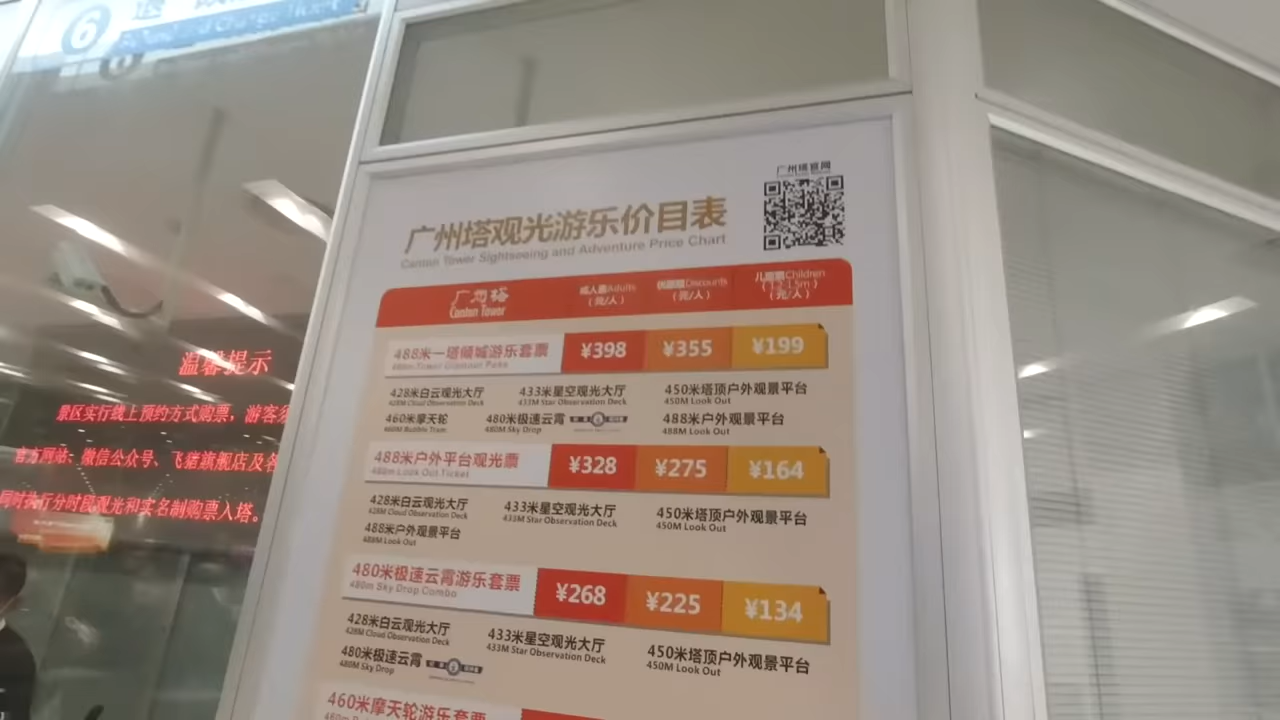 6
温馨提示
景区实行线上预约方式购票，游客须
官方网站、微信公众号、飞猪旗舰店及各
同时执行分时段观光和实名制购票入塔。
广州塔官网
广州塔观光游乐价目表
Canton Tower Sightseeing and Adventure Price Chart
广州塔 Canton Tower
成人票Adults (元/人)
优惠票Discounts (元/人)
儿童票Children (1.2-1.5m) (元/人)
488米一塔倾城游乐套票 ¥398 ¥355 ¥199
428米白云观光大厅 433米星空观光大厅 450米塔顶户外观景平台
428M Cloud Observation Deck 433M Star Observation Deck 450M Look Out
460米摩天轮 480米极速云霄 488米户外观景平台
460M Bubble Tram 480M Sky Drop 488M Look Out
488米户外平台观光票 ¥328 ¥275 ¥164
488m Look Out Ticket
428米白云观光大厅 433米星空观光大厅 450米塔顶户外观景平台
428M Cloud Observation Deck 433M Star Observation Deck 450M Look Out
488米户外观景平台
488M Look Out
480米极速云霄游乐套票 ¥268 ¥225 ¥134
480m Sky Drop Combo
428米白云观光大厅 433米星空观光大厅 450米塔顶户外观景平台
428M Cloud Observation Deck 433M Star Observation Deck 450M Look Out
480米极速云霄
480M Sky Drop
460米摩天轮游乐套票